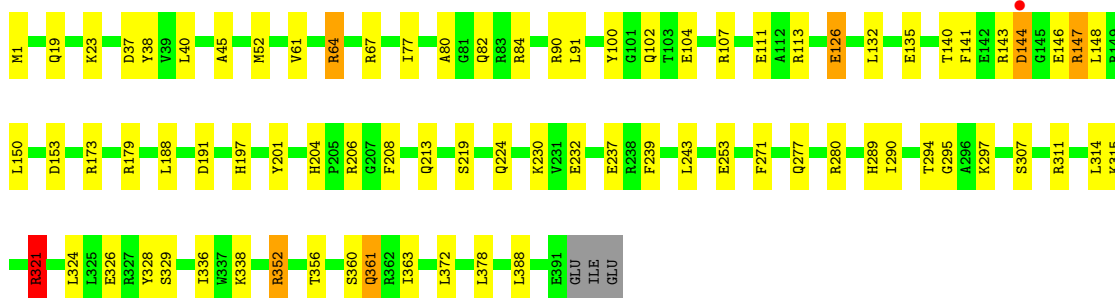 M1 Q19 K23 D37 Y38 V39 L40 A45 M52 V61 R64 R67 I77 A80 G81 Q82 R83 R84 R90 L91 Y100 G101 Q102 T103 E104 R107 E111 A112 R113 E126 L132 E135 T140 F141 E142 R143 D144 G145 E146 R147 L148
L150 D153 R173 R179 L188 D191 H197 Y201 H204 P205 R206 G207 F208 Q213 S219 Q224 K230 V231 E232 E237 R238 F239 L243 E253 F271 Q277 R280 H289 I290 T294 G295 A296 K297 S307 R311 L314 K315
R321 L324 L325 E326 R327 Y328 S329 I336 W337 K338 R352 T356 S360 Q361 R362 I363 L372 L378 L388 E391 GLU ILE GLU